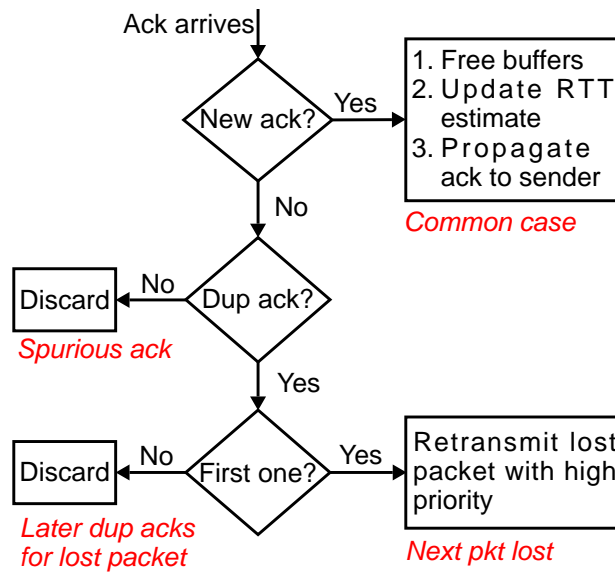 Ack arrives
New ack?
Yes
1. Free buffers
2. Update RTT
estimate
3. Propagate
ack to sender
Common case
No
Dup ack?
No
Discard
Spurious ack
Yes
First one?
No
Discard
Later dup acks
for lost packet
Yes
Retransmit lost
packet with high
priority
Next pkt lost